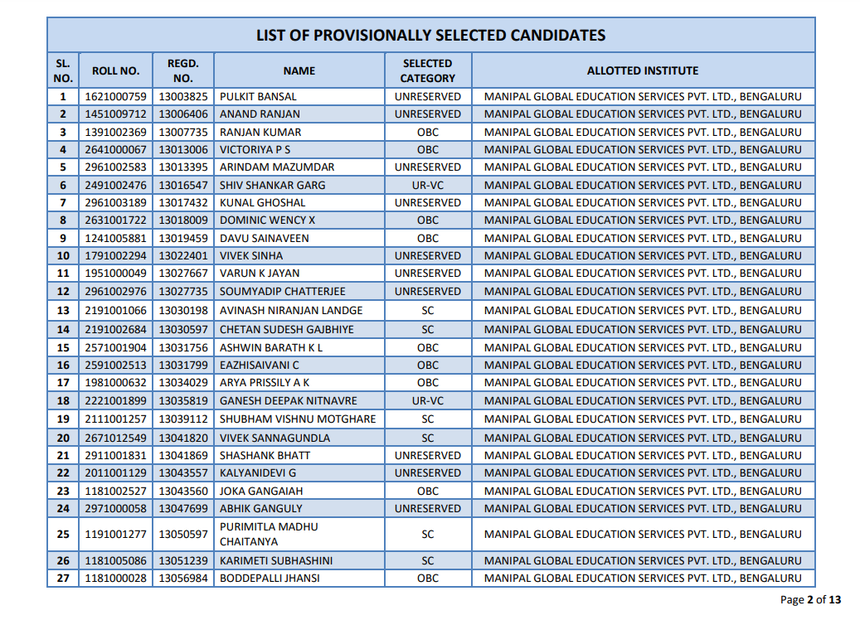 LIST OF PROVISIONALLY SELECTED CANDIDATES
SL. NO. ROLL NO. REGD. NO. NAME SELECTED CATEGORY ALLOTTED INSTITUTE
1 1621000759 13003825 PULKIT BANSAL UNRESERVED MANIPAL GLOBAL EDUCATION SERVICES PVT. LTD., BENGALURU
2 1451009712 13006406 ANAND RANJAN UNRESERVED MANIPAL GLOBAL EDUCATION SERVICES PVT. LTD., BENGALURU
3 1391002369 13007735 RANJAN KUMAR OBC MANIPAL GLOBAL EDUCATION SERVICES PVT. LTD., BENGALURU
4 2641000067 13013006 VICTORIYA P S OBC MANIPAL GLOBAL EDUCATION SERVICES PVT. LTD., BENGALURU
5 2961002583 13013395 ARINDAM MAZUMDAR UNRESERVED MANIPAL GLOBAL EDUCATION SERVICES PVT. LTD., BENGALURU
6 2491002476 13016547 SHIV SHANKAR GARG UR-VC MANIPAL GLOBAL EDUCATION SERVICES PVT. LTD., BENGALURU
7 2961003189 13017432 KUNAL GHOSHAL UNRESERVED MANIPAL GLOBAL EDUCATION SERVICES PVT. LTD., BENGALURU
8 2631001722 13018009 DOMINIC WENCY X OBC MANIPAL GLOBAL EDUCATION SERVICES PVT. LTD., BENGALURU
9 1241005881 13019459 DAVU SAINAVEEN OBC MANIPAL GLOBAL EDUCATION SERVICES PVT. LTD., BENGALURU
10 1791002294 13022401 VIVEK SINHA UNRESERVED MANIPAL GLOBAL EDUCATION SERVICES PVT. LTD., BENGALURU
11 1951000049 13027667 VARUN K JAYAN UNRESERVED MANIPAL GLOBAL EDUCATION SERVICES PVT. LTD., BENGALURU
12 2961002976 13027735 SOUMYADIP CHATTERJEE UNRESERVED MANIPAL GLOBAL EDUCATION SERVICES PVT. LTD., BENGALURU
13 2191001066 13030198 AVINASH NIRANJAN LANDGE SC MANIPAL GLOBAL EDUCATION SERVICES PVT. LTD., BENGALURU
14 2191002684 13030597 CHETAN SUDESH GAJBHIYE SC MANIPAL GLOBAL EDUCATION SERVICES PVT. LTD., BENGALURU
15 2571001904 13031756 ASHWIN BARATH K L OBC MANIPAL GLOBAL EDUCATION SERVICES PVT. LTD., BENGALURU
16 2591002513 13031799 EAZHISAIVANI C OBC MANIPAL GLOBAL EDUCATION SERVICES PVT. LTD., BENGALURU
17 1981000632 13034029 ARYA PRISSILY A K OBC MANIPAL GLOBAL EDUCATION SERVICES PVT. LTD., BENGALURU
18 2221001899 13035819 GANESH DEEPAK NITNAVRE UR-VC MANIPAL GLOBAL EDUCATION SERVICES PVT. LTD., BENGALURU
19 2111001257 13039112 SHUBHAM VISHNU MOTGHARE SC MANIPAL GLOBAL EDUCATION SERVICES PVT. LTD., BENGALURU
20 2671012549 13041820 VIVEK SANNAGUNDLA SC MANIPAL GLOBAL EDUCATION SERVICES PVT. LTD., BENGALURU
21 2911001831 13041869 SHASHANK BHATT UNRESERVED MANIPAL GLOBAL EDUCATION SERVICES PVT. LTD., BENGALURU
22 2011001129 13043557 KALYANIDEVI G UNRESERVED MANIPAL GLOBAL EDUCATION SERVICES PVT. LTD., BENGALURU
23 1181002527 13043560 JOKA GANGAIAH OBC MANIPAL GLOBAL EDUCATION SERVICES PVT. LTD., BENGALURU
24 2971000058 13047699 ABHIK GANGULY UNRESERVED MANIPAL GLOBAL EDUCATION SERVICES PVT. LTD., BENGALURU
25 1191001277 13050597 PURIMITLA MADHU CHAITANYA SC MANIPAL GLOBAL EDUCATION SERVICES PVT. LTD., BENGALURU
26 1181005086 13051239 KARIMETI SUBHASHINI SC MANIPAL GLOBAL EDUCATION SERVICES PVT. LTD., BENGALURU
27 1181000028 13056984 BODDEPALLI JHANSI OBC MANIPAL GLOBAL EDUCATION SERVICES PVT. LTD., BENGALURU
Page 2 of 13